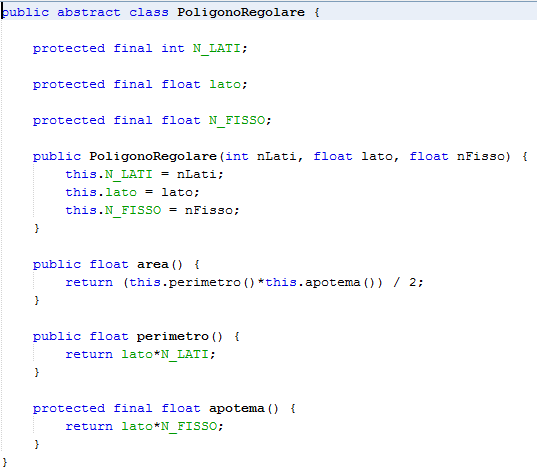 public abstract class PoligonoRegolare {
protected final int N_LATI;
protected final float lato;
protected final float N_FISSO;
public PoligonoRegolare(int nLati, float lato, float nFisso) {
this.N_LATI = nLati;
this.lato = lato;
this.N_FISSO = nFisso;
}
public float area() {
return (this.perimetro()*this.apotema()) / 2;
}
public float perimetro() {
return lato*N_LATI;
}
protected final float apotema() {
return lato*N_FISSO;
}
}